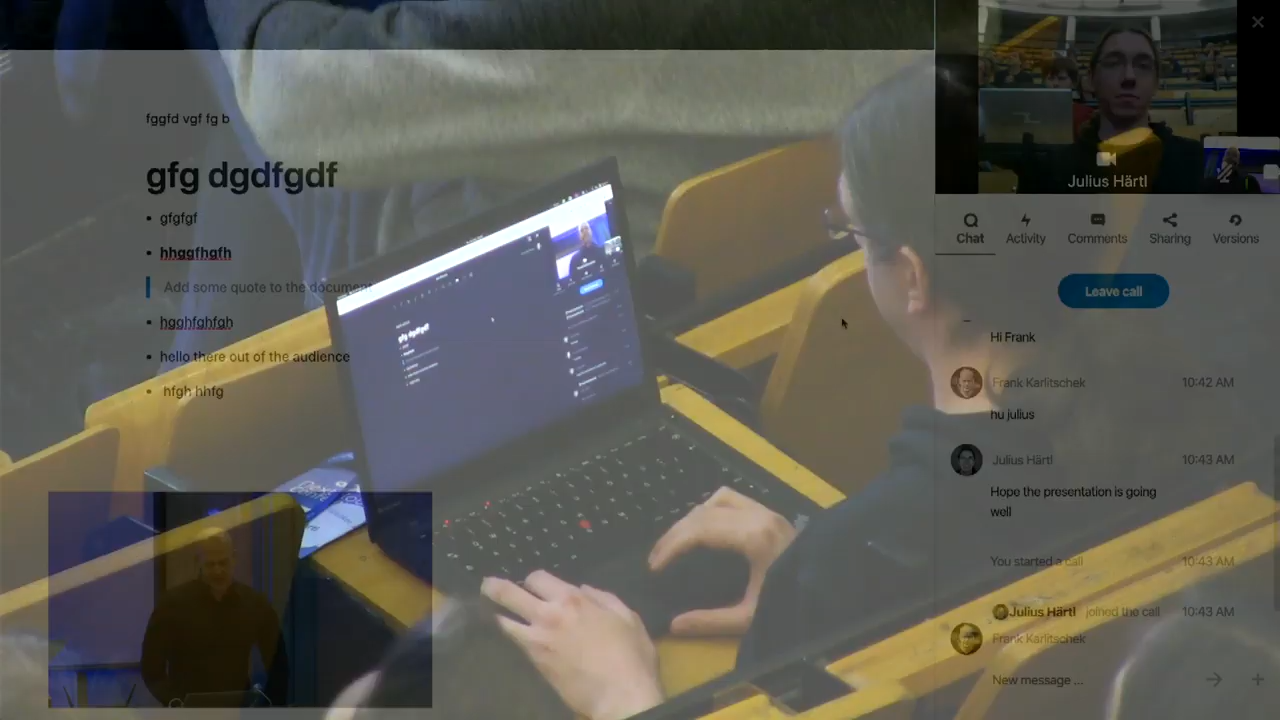 fggfd vgf fg b
gfg dgdfgdf
gfgfgf
hhggfhgfh
Add some quote to the document
hgghfghfgh
hello there out of the audience
hfgh hhfg
Julius Härtl
Chat
Activity
Comments
Sharing
Versions
Leave call
Hi Frank
Frank Karlitschek
10:42 AM
hu julius
Julius Härtl
10:43 AM
Hope the presentation is going
well
You started a call
10:43 AM
Julius Härtl joined the call
10:43 AM
Frank Karlitschek
New message ...